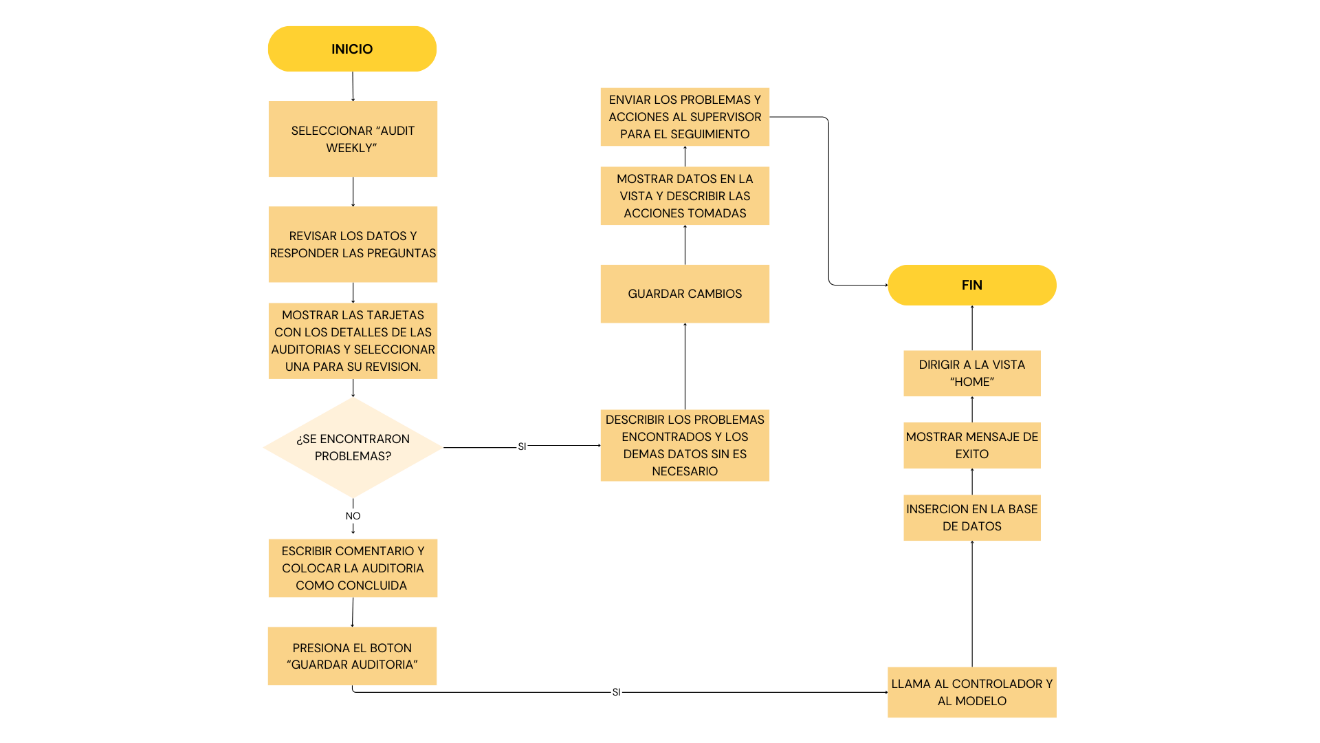 INICIO
SELECCIONAR “AUDIT
WEEKLY”
REVISAR LOS DATOS Y
RESPONDER LAS PREGUNTAS
MOSTRAR LAS TARJETAS
CON LOS DETALLES DE LAS
AUDITORIAS Y SELECCIONAR
UNA PARA SU REVISION.
¿SE ENCONTRARON
PROBLEMAS?
NO
ESCRIBIR COMENTARIO Y
COLOCAR LA AUDITORIA
COMO CONCLUIDA
PRESIONA EL BOTON
“GUARDAR AUDITORIA”
SI
DESCRIBIR LOS PROBLEMAS
ENCONTRADOS Y LOS
DEMAS DATOS SIN ES
NECESARIO
GUARDAR CAMBIOS
MOSTRAR DATOS EN LA
VISTA Y DESCRIBIR LAS
ACCIONES TOMADAS
ENVIAR LOS PROBLEMAS Y
ACCIONES AL SUPERVISOR
PARA EL SEGUIMIENTO
SI
LLAMA AL CONTROLADOR Y
AL MODELO
INSERCION EN LA BASE
DE DATOS
MOSTRAR MENSAJE DE
EXITO
DIRIGIR A LA VISTA
“HOME”
FIN